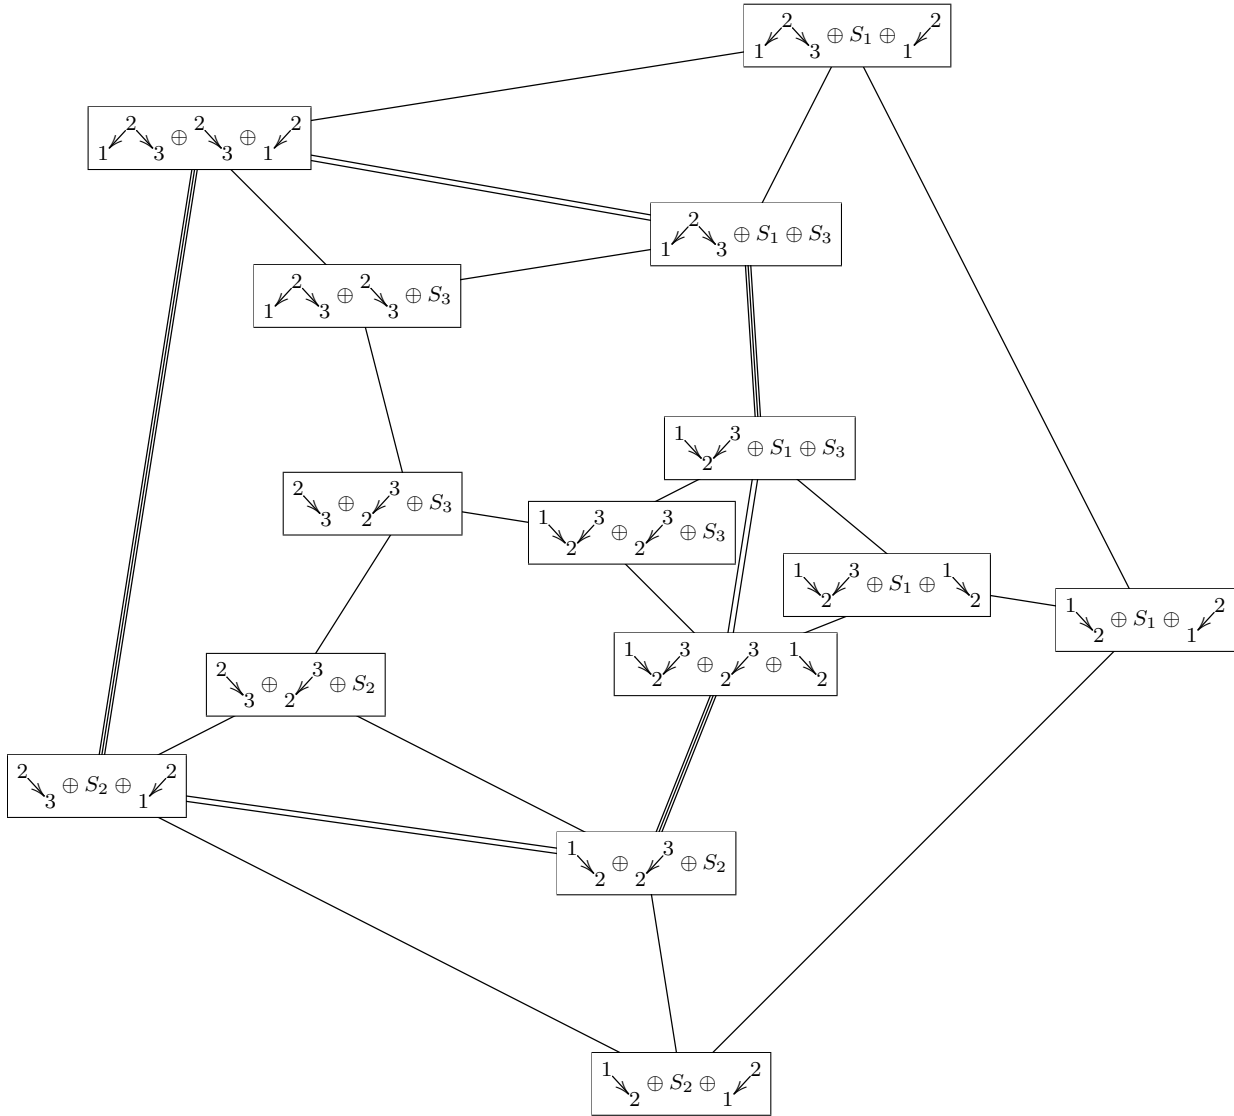 2 1 3 ⊕ S₁ ⊕ 2 1
2 1 3 ⊕ 2 3 ⊕ 2 1
2 1 3 ⊕ S₁ ⊕ S₃
2 1 3 ⊕ 2 3 ⊕ S₃
1 3 2 ⊕ S₁ ⊕ S₃
2 3 ⊕ 3 2 ⊕ S₃
1 3 2 ⊕ 3 2 ⊕ S₃
1 3 2 ⊕ S₁ ⊕ 1 2
1 2 ⊕ S₁ ⊕ 2 1
1 3 2 ⊕ 3 2 ⊕ 1 2
2 3 ⊕ 3 2 ⊕ S₂
2 3 ⊕ S₂ ⊕ 2 1
1 2 ⊕ 3 2 ⊕ S₂
1 2 ⊕ S₂ ⊕ 2 1